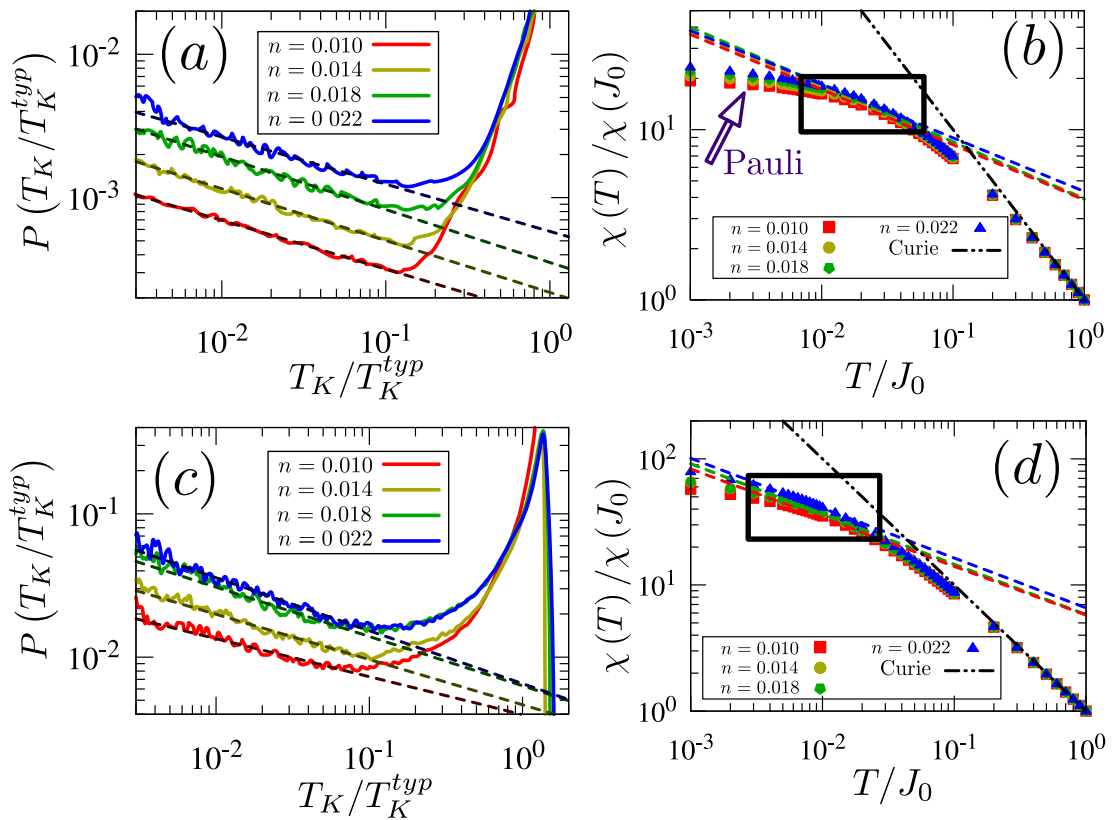 (a)
P (T_K/T_K^{typ})
10^{-2}
10^{-3}
n = 0.010
n = 0.014
n = 0.018
n = 0 022
10^{-2}
10^{-1}
10^0
T_K/T_K^{typ}
(b)
χ(T)/χ(J_0)
10^1
10^0
Pauli
n = 0.010
n = 0.014
n = 0.018
n = 0.022
Curie
10^{-3}
10^{-2}
10^{-1}
10^0
T/J_0
(c)
P (T_K/T_K^{typ})
10^{-1}
10^{-2}
n = 0.010
n = 0.014
n = 0.018
n = 0 022
10^{-2}
10^{-1}
10^0
T_K/T_K^{typ}
(d)
χ(T)/χ(J_0)
10^2
10^1
10^0
n = 0.010
n = 0.014
n = 0.018
n = 0.022
Curie
10^{-3}
10^{-2}
10^{-1}
10^0
T/J_0